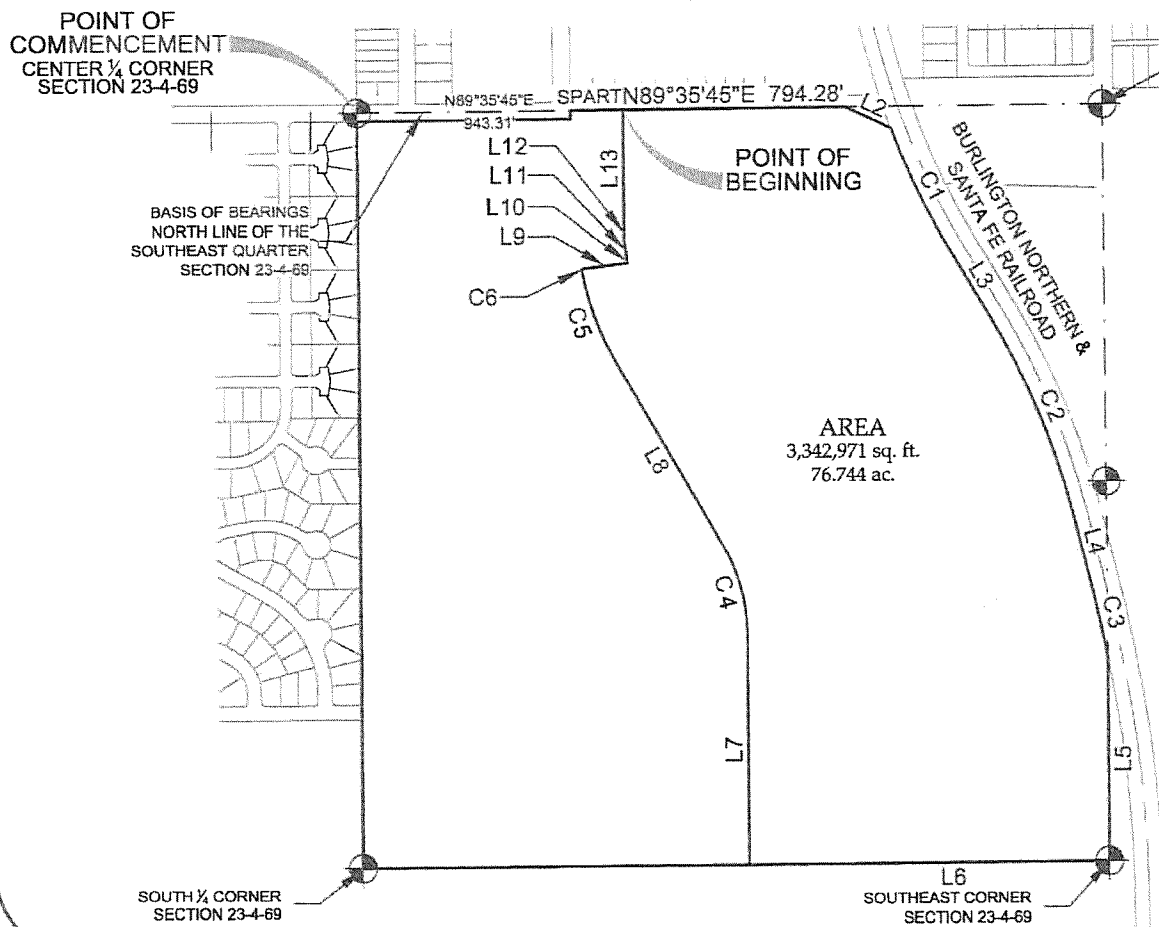 POINT OF
COMMENCEMENT
CENTER ¼ CORNER
SECTION 23-4-69
N89°35'45"E
943.31'
SPARTN89°35'45"E 794.28'
L2
L12
L11
L10
L9
L13
POINT OF
BEGINNING
C1
BURLINGTON NORTHERN &
SANTA FE RAILROAD
BASIS OF BEARINGS
NORTH LINE OF THE
SOUTHEAST QUARTER
SECTION 23-4-69
L3
C6
C5
C2
AREA
3,342,971 sq. ft.
76.744 ac.
L8
L4
C4
C3
L7
L5
L6
SOUTH ¼ CORNER
SECTION 23-4-69
SOUTHEAST CORNER
SECTION 23-4-69